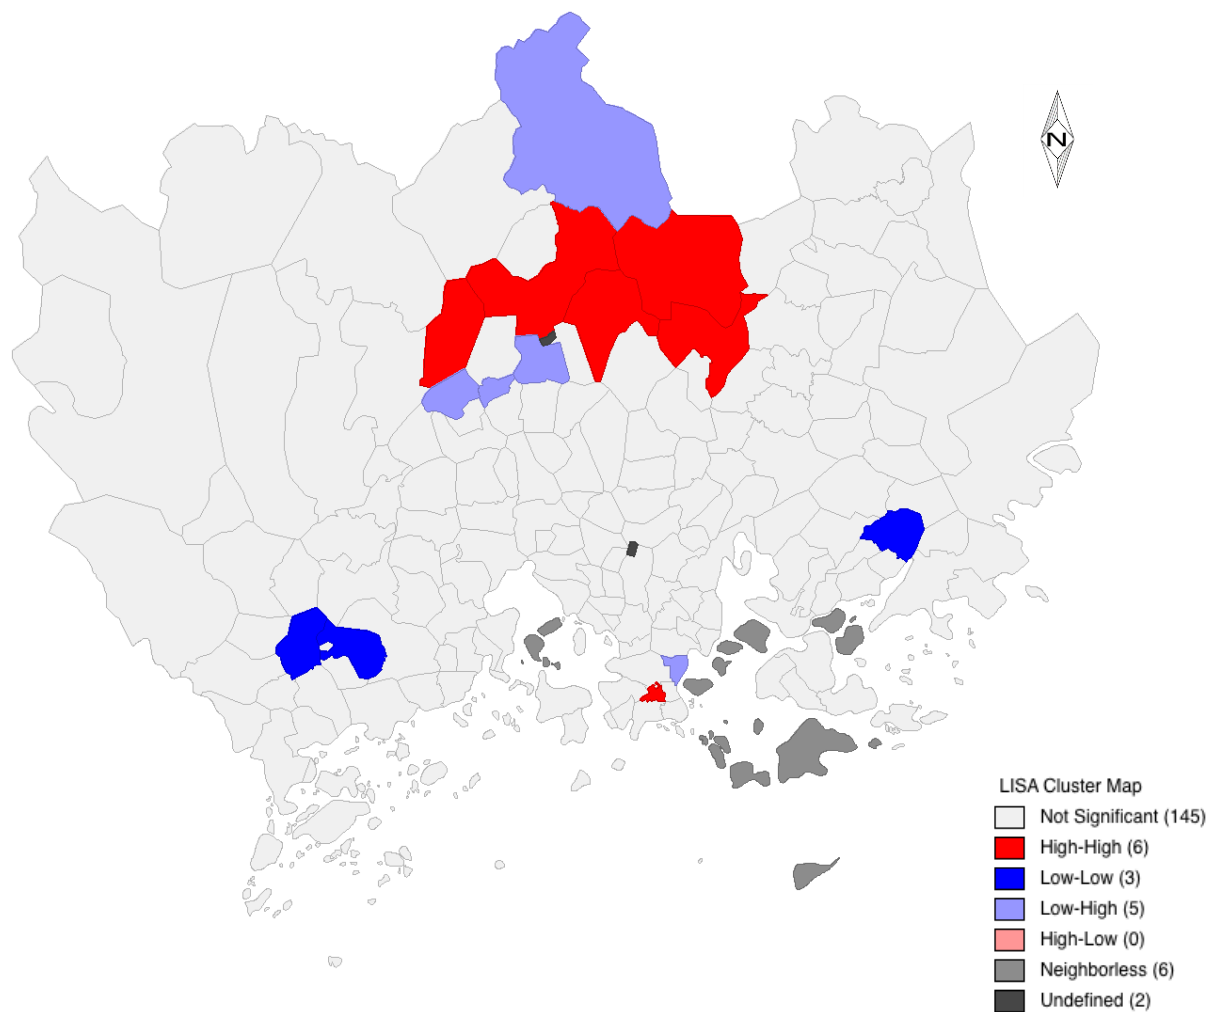 N
LISA Cluster Map
Not Significant (145)
High-High (6)
Low-Low (3)
Low-High (5)
High-Low (0)
Neighborless (6)
Undefined (2)